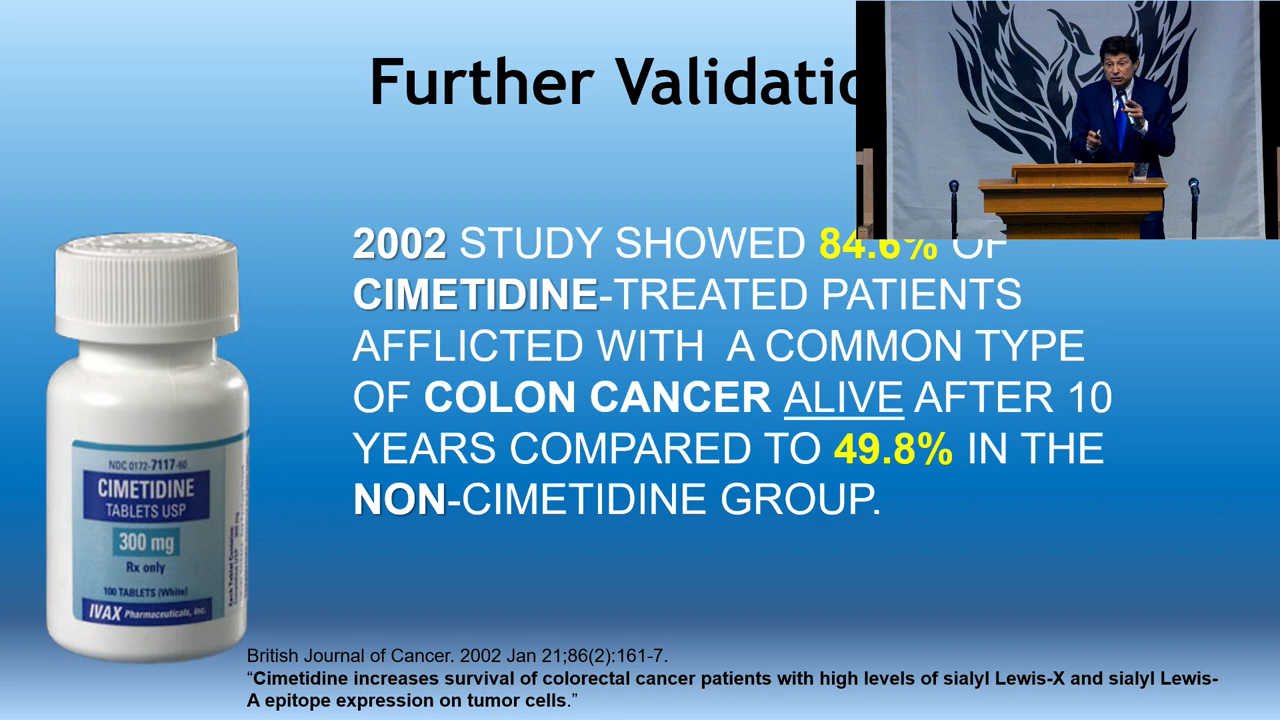 Further Validatio
2002 STUDY SHOWED 84.6% OF
CIMETIDINE-TREATED PATIENTS
AFFLICTED WITH A COMMON TYPE
OF COLON CANCER ALIVE AFTER 10
YEARS COMPARED TO 49.8% IN THE
NON-CIMETIDINE GROUP.
NDC 0172-7117-60
CIMETIDINE
TABLETS USP
300 mg
Rx only
100 TABLETS (White)
IVAX Pharmaceuticals, Inc.
British Journal of Cancer. 2002 Jan 21;86(2):161-7.
“Cimetidine increases survival of colorectal cancer patients with high levels of sialyl Lewis-X and sialyl Lewis-
A epitope expression on tumor cells.”